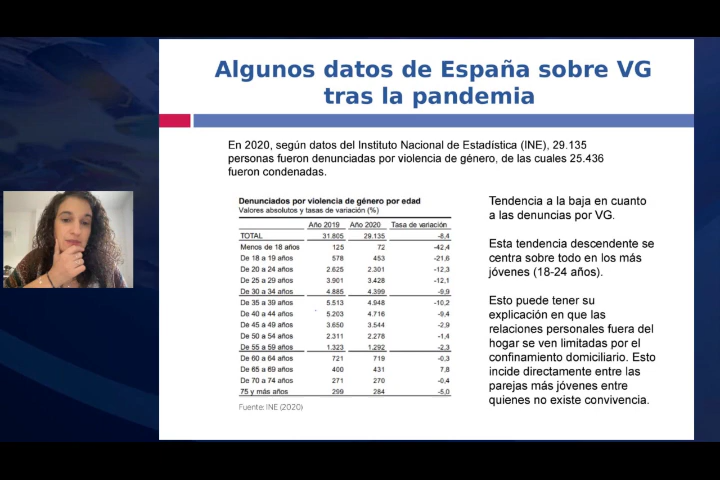 Algunos datos de España sobre VG
tras la pandemia
En 2020, según datos del Instituto Nacional de Estadística (INE), 29.135
personas fueron denunciadas por violencia de género, de las cuales 25.436
fueron condenadas.
Denunciados por violencia de género por edad
Valores absolutos y tasas de variación (%)
Año 2019 Año 2020 Tasa de variación
TOTAL 31.805 29.135 -8,4
Menos de 18 años 125 72 -42,4
De 18 a 19 años 578 453 -21,6
De 20 a 24 años 2.625 2.301 -12,3
De 25 a 29 años 3.901 3.428 -12,1
De 30 a 34 años 4.885 4.399 -9,9
De 35 a 39 años 5.513 4.948 -10,2
De 40 a 44 años 5.203 4.716 -9,4
De 45 a 49 años 3.650 3.544 -2,9
De 50 a 54 años 2.311 2.278 -1,4
De 55 a 59 años 1.323 1.292 -2,3
De 60 a 64 años 721 719 -0,3
De 65 a 69 años 400 431 7,8
De 70 a 74 años 271 270 -0,4
75 y más años 299 284 -5,0
Fuente: INE (2020)
Tendencia a la baja en cuanto
a las denuncias por VG.
Esta tendencia descendente se
centra sobre todo en los más
jóvenes (18-24 años).
Esto puede tener su
explicación en que las
relaciones personales fuera del
hogar se ven limitadas por el
confinamiento domiciliario. Esto
incide directamente entre las
parejas más jóvenes entre
quienes no existe convivencia.